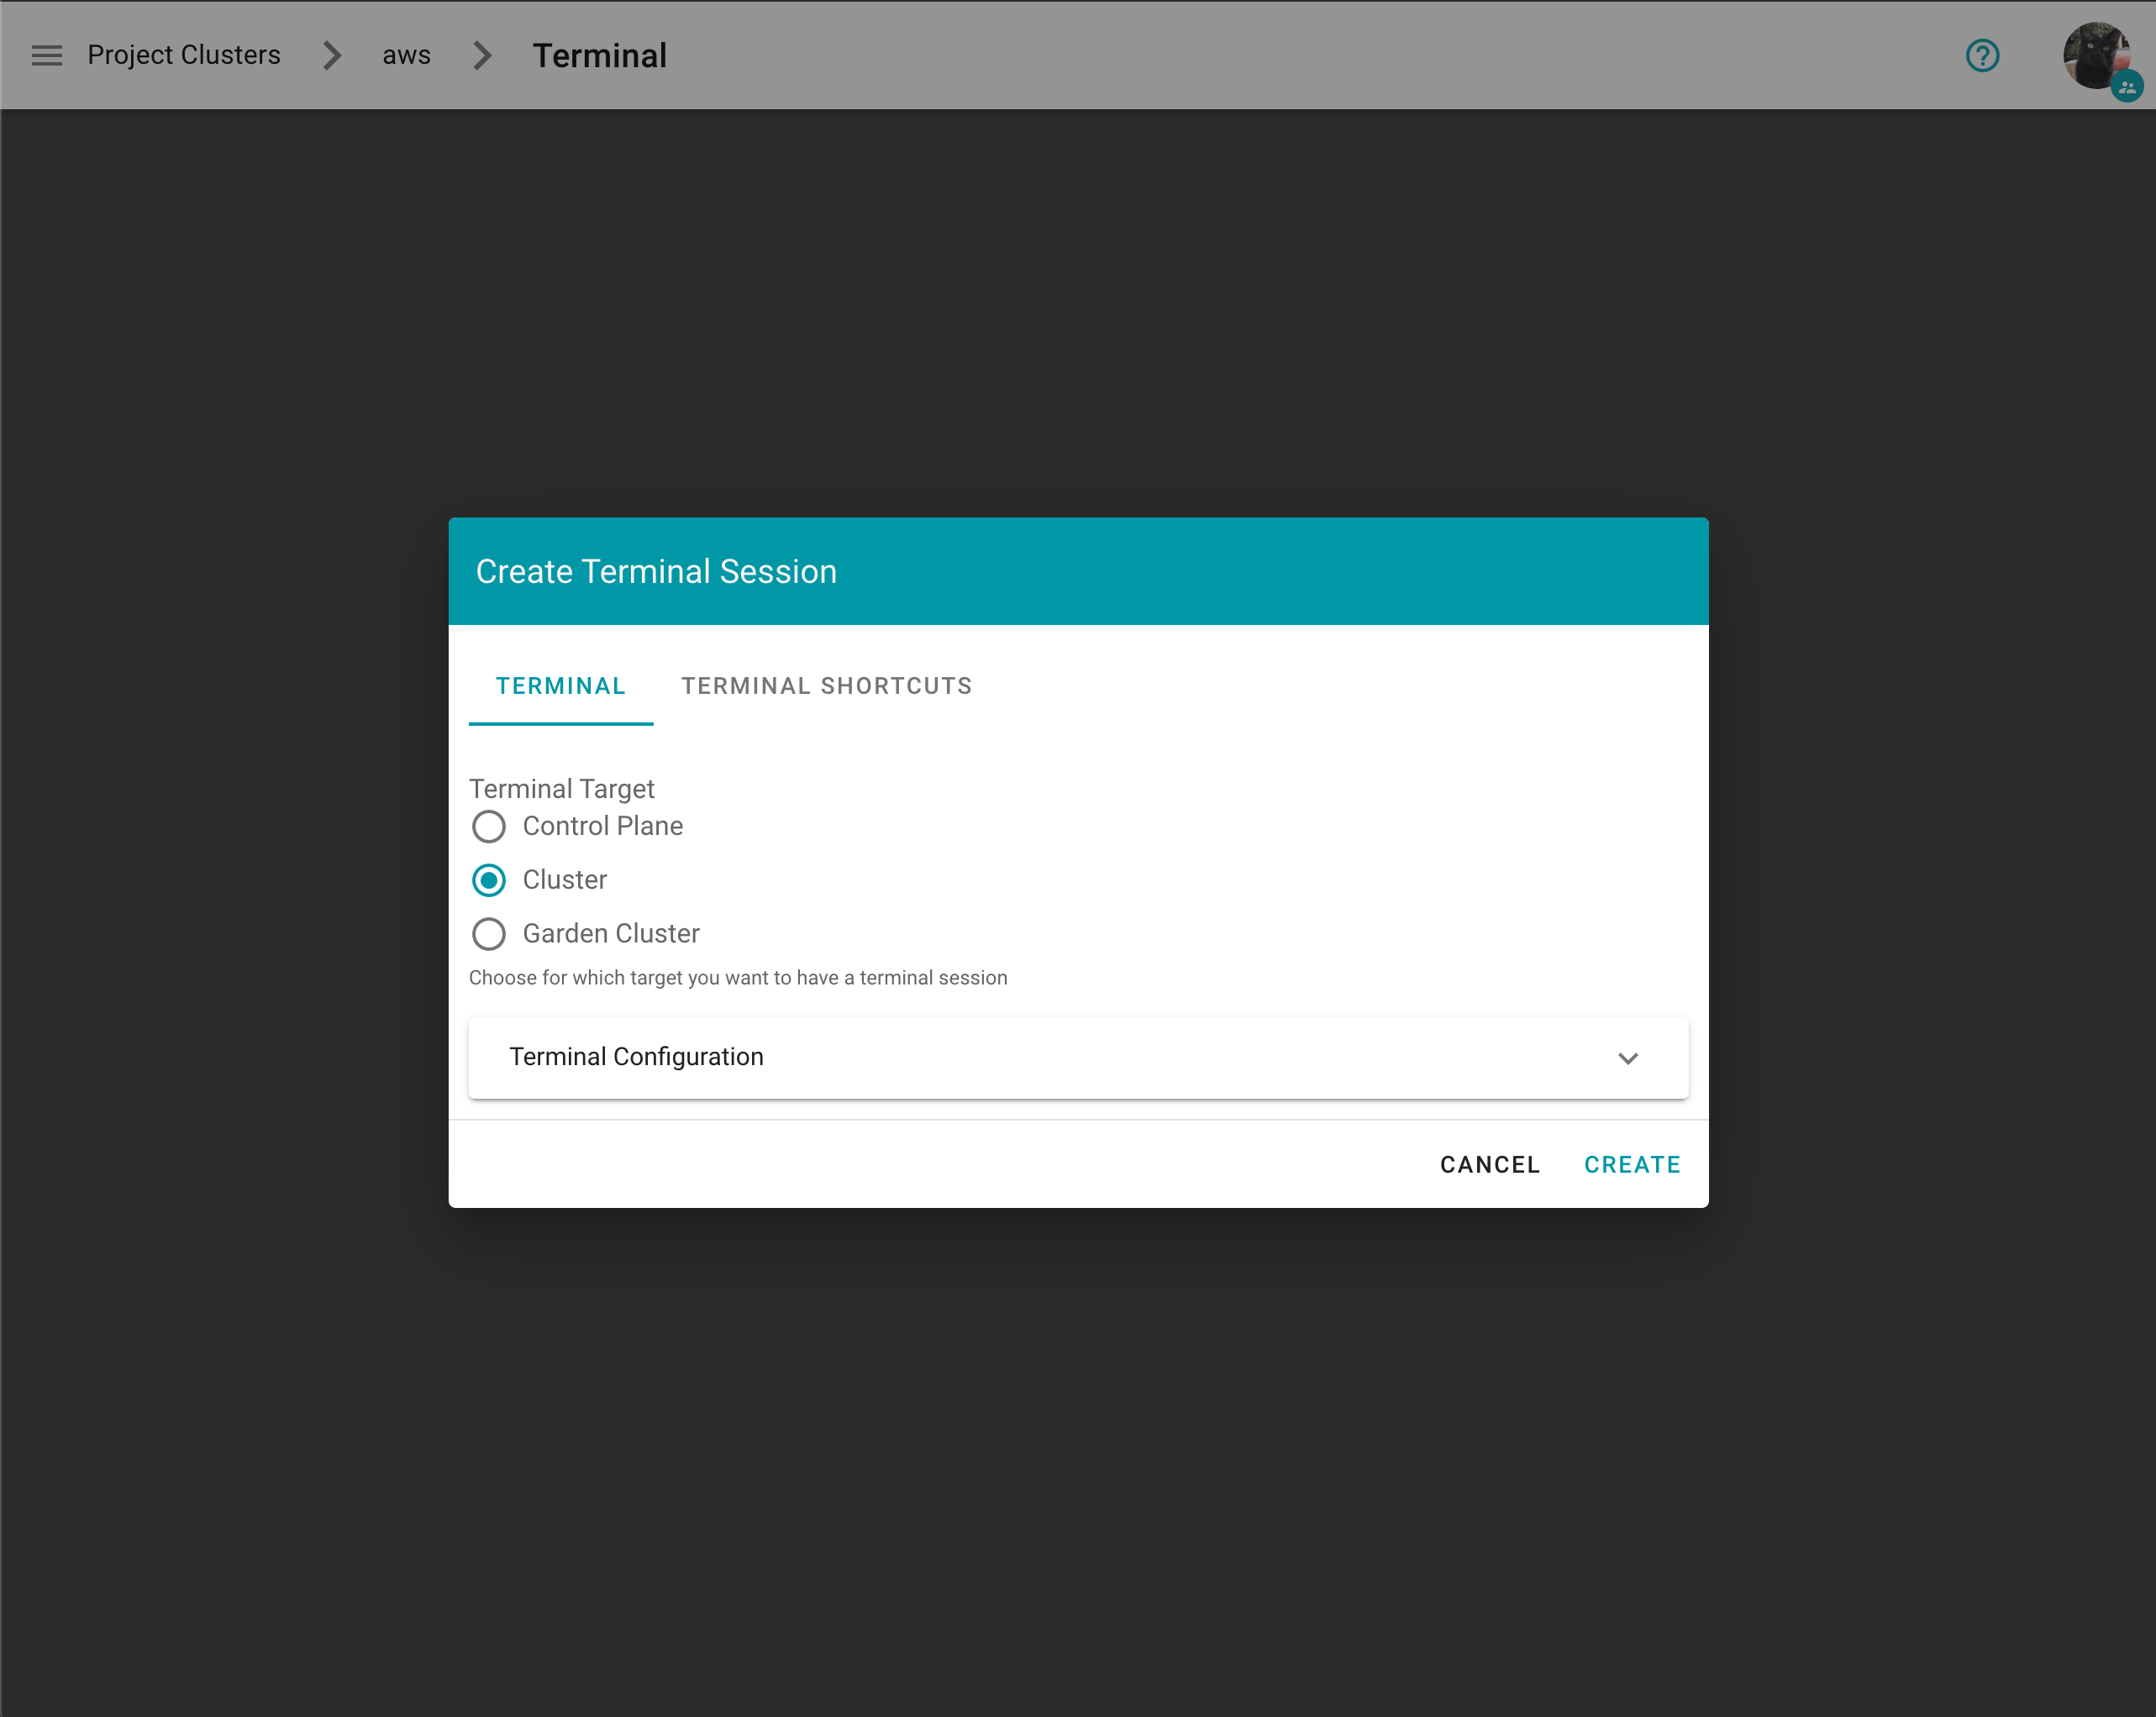 Project Clusters aws Terminal
Create Terminal Session
TERMINAL TERMINAL SHORTCUTS
Terminal Target
Control Plane
Cluster
Garden Cluster
Choose for which target you want to have a terminal session
Terminal Configuration
CANCEL CREATE